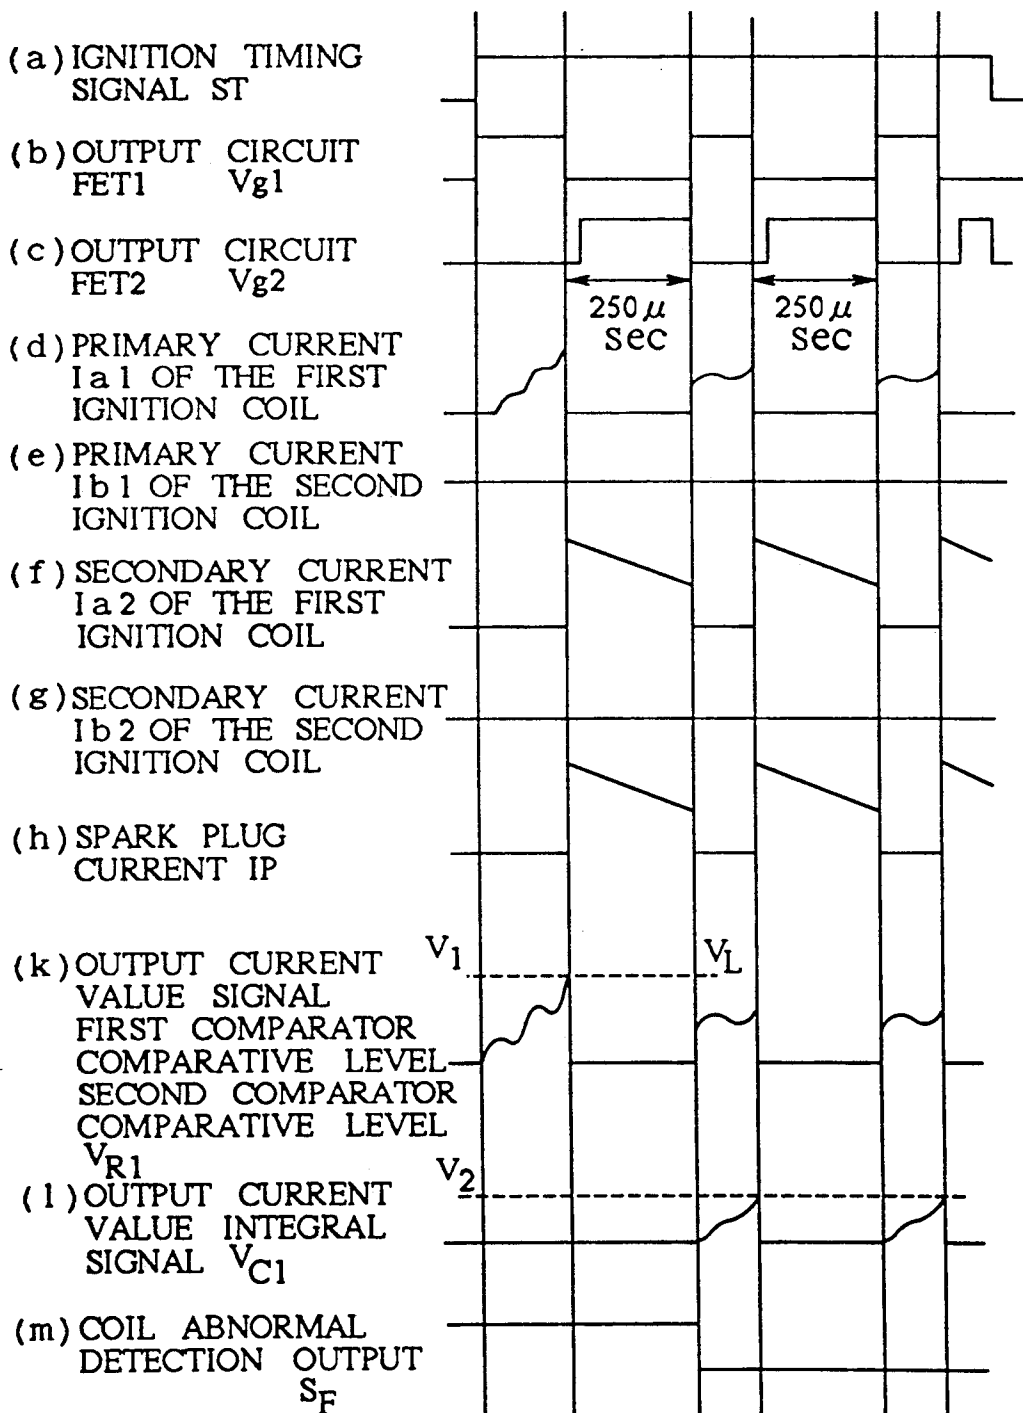 (a) IGNITION TIMING
SIGNAL ST
(b) OUTPUT CIRCUIT
FET1 Vg1
(c) OUTPUT CIRCUIT
FET2 Vg2
250μ
sec
250μ
sec
(d) PRIMARY CURRENT
Ia1 OF THE FIRST
IGNITION COIL
(e) PRIMARY CURRENT
Ib1 OF THE SECOND
IGNITION COIL
(f) SECONDARY CURRENT
Ia2 OF THE FIRST
IGNITION COIL
(g) SECONDARY CURRENT
Ib2 OF THE SECOND
IGNITION COIL
(h) SPARK PLUG
CURRENT IP
V1
VL
(k) OUTPUT CURRENT
VALUE SIGNAL
FIRST COMPARATOR
COMPARATIVE LEVEL
SECOND COMPARATOR
COMPARATIVE LEVEL
VR1
V2
(l) OUTPUT CURRENT
VALUE INTEGRAL
SIGNAL VC1
(m) COIL ABNORMAL
DETECTION OUTPUT
SF